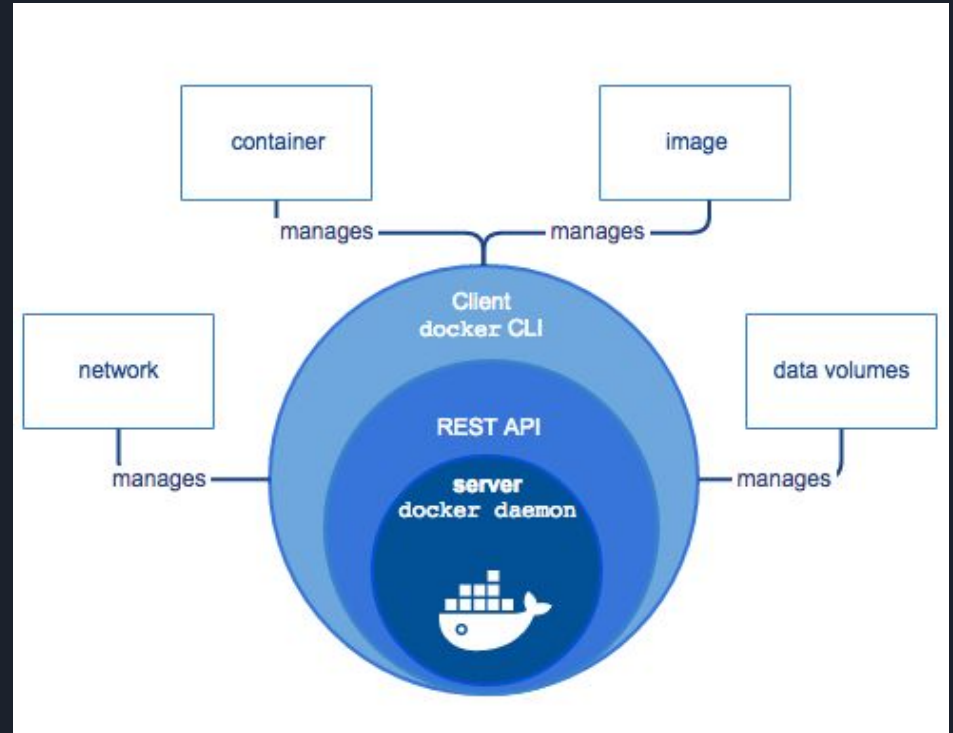 container
image
manages
manages
Client
docker CLI
network
data volumes
REST API
manages
manages
server
docker daemon